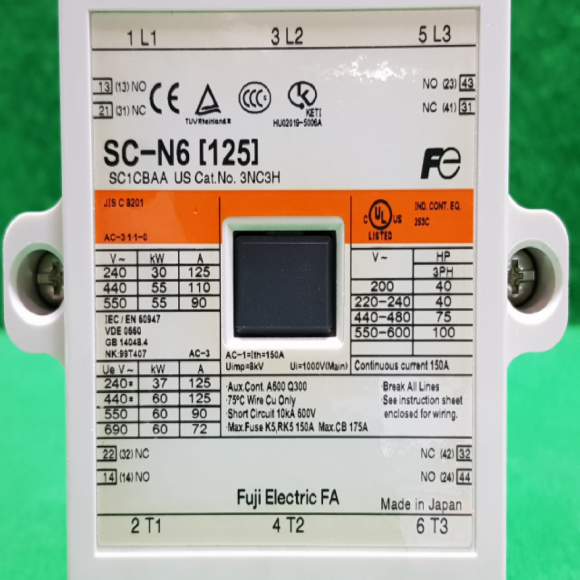 1 L1 3 L2 5 L3
13 (13) NO NO (23) 43
21 (31) NC NC (41) 31
CE TUVRheinland CCC KETI
HU02019-5006A
SC-N6 [125] Fe
SC1CBAA US Cat.No. 3NC3H
JIS C 8201
AC-3 1-1-0
C UL US LISTED
IND. CONT. EQ.
253C
V~ kW A
240 30 125
440 55 110
550 55 90
V~ HP
3PH
200 40
220-240 40
440-480 75
550-600 100
IEC / EN 60947
VDE 0660
GB 14048.4
NK:99T407 AC-3
AC-1=Ith=150A
Uimp=8kV Ui=1000V(Main)
Continuous current 150A
Ue V~ kW A
240* 37 125
440* 60 125
550 60 90
690 60 72
·Aux.Cont. A600 Q300
·75°C Wire Cu Only
·Short Circuit 10kA 600V
·Max.Fuse K5,RK5 150A Max.CB 175A
·Break All Lines
·See instruction sheet
enclosed for wiring.
22 (32) NC NC (42) 32
14 (14) NO NO (24) 44
Fuji Electric FA
Made in Japan
2 T1 4 T2 6 T3